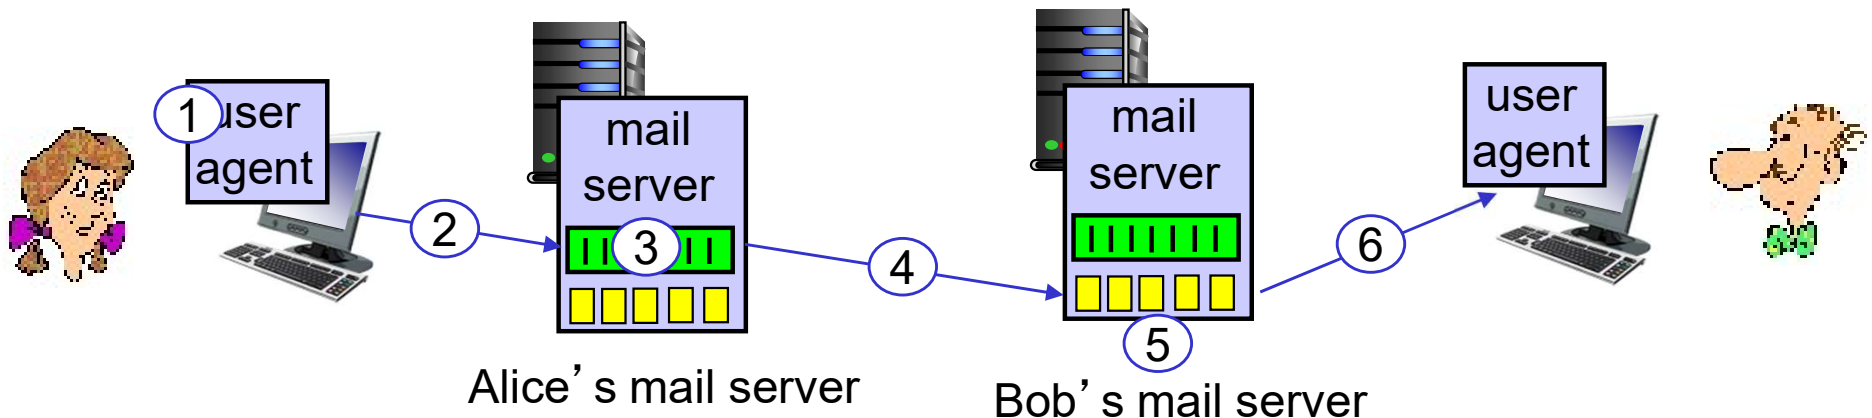 1
user
agent
2
mail
server
3
Alice’s mail server
4
mail
server
5
Bob’s mail server
6
user
agent